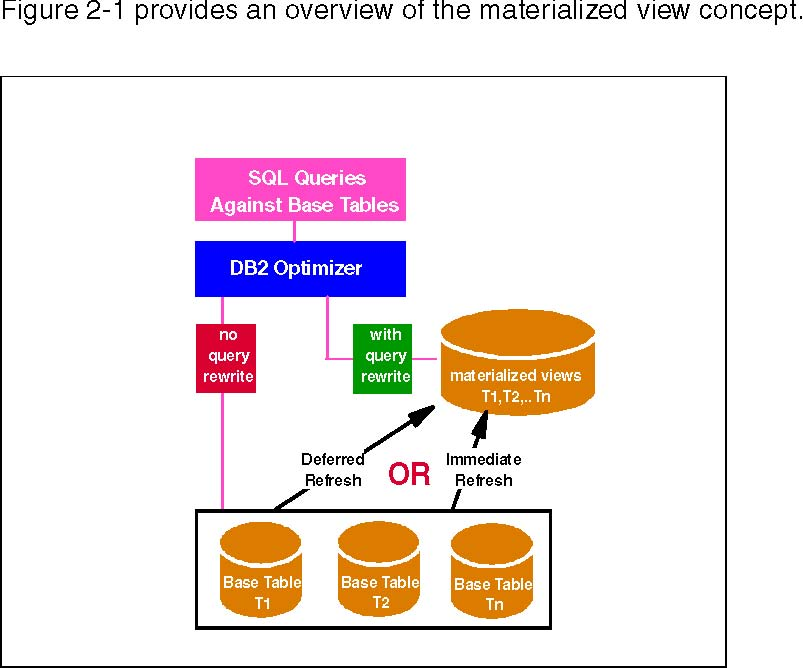 Figure 2-1 provides an overview of the materialized view concept.
SQL Queries
Against Base Tables
DB2 Optimizer
no
query
rewrite
with
query
rewrite
materialized views
T1,T2,..Tn
Deferred
Refresh
OR
Immediate
Refresh
Base Table
T1
Base Table
T2
Base Table
Tn